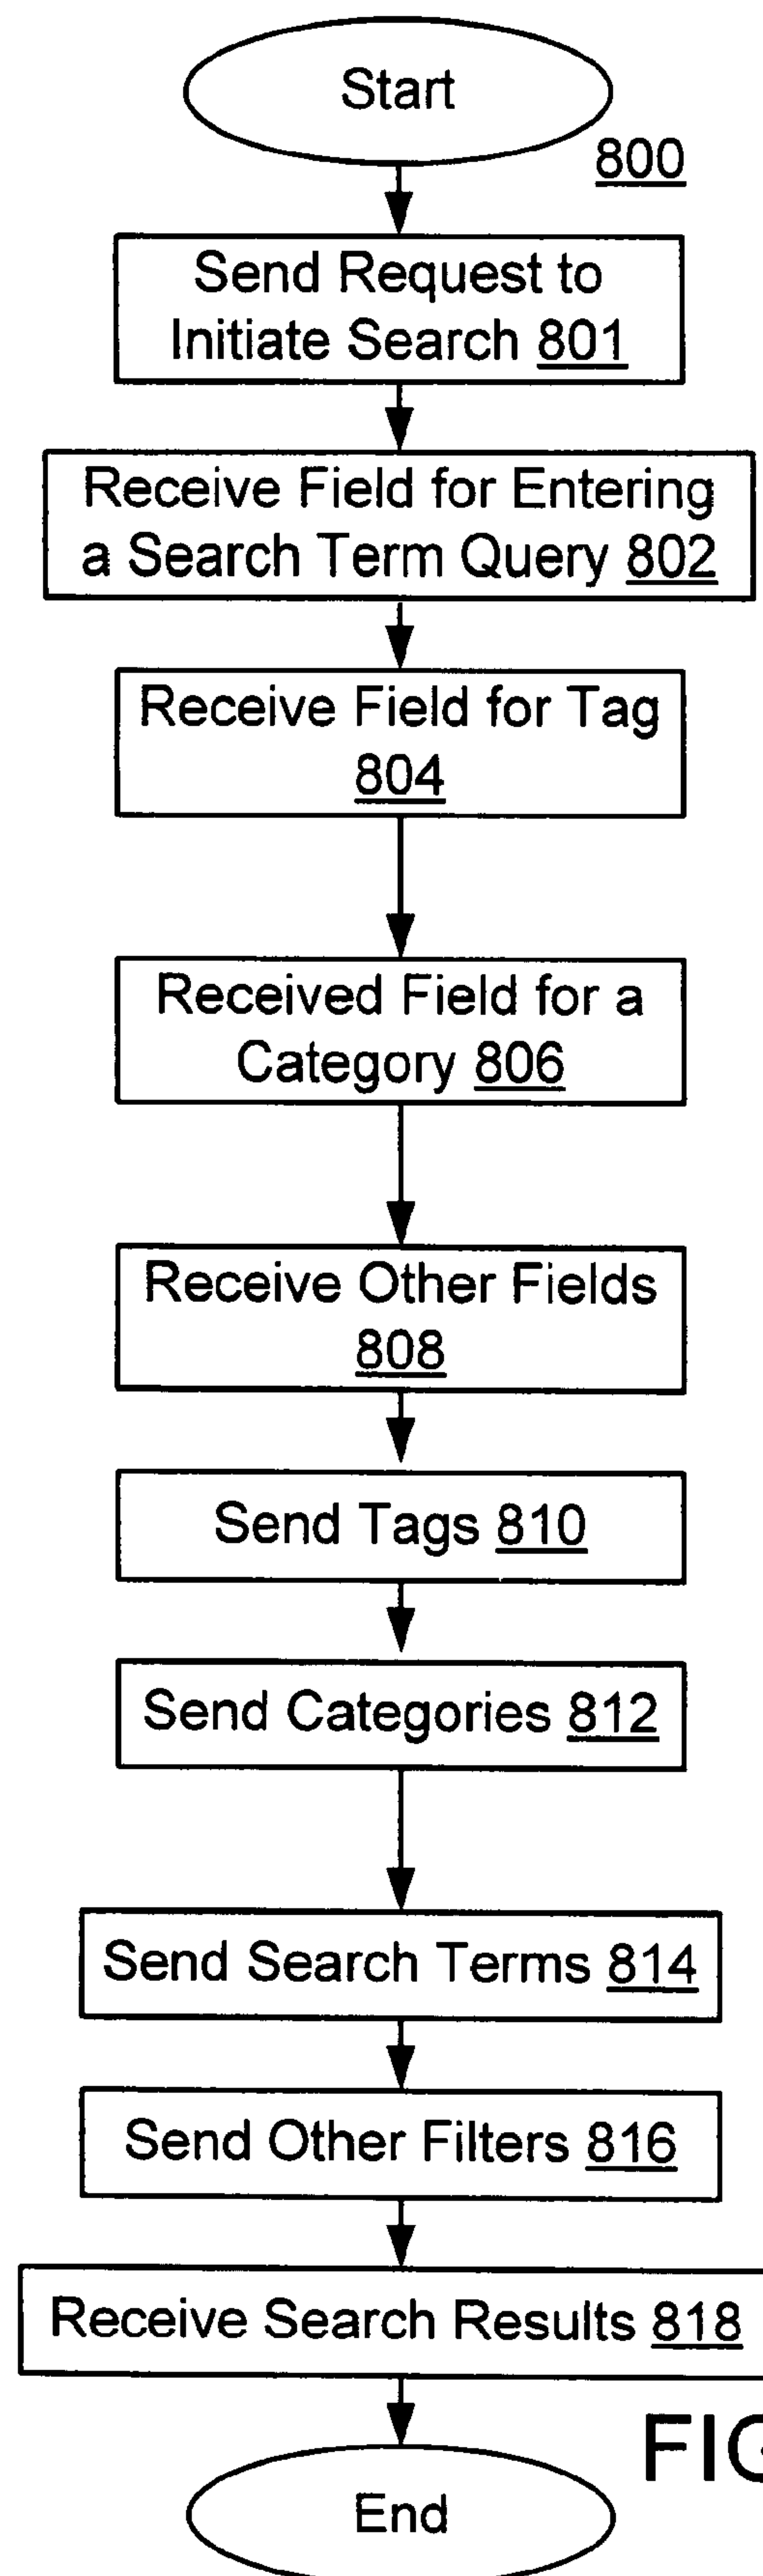 Start
800
Send Request to
Initiate Search 801
Receive Field for Entering
a Search Term Query 802
Receive Field for Tag
804
Received Field for a
Category 806
Receive Other Fields
808
Send Tags 810
Send Categories 812
Send Search Terms 814
Send Other Filters 816
Receive Search Results 818
FIG
End